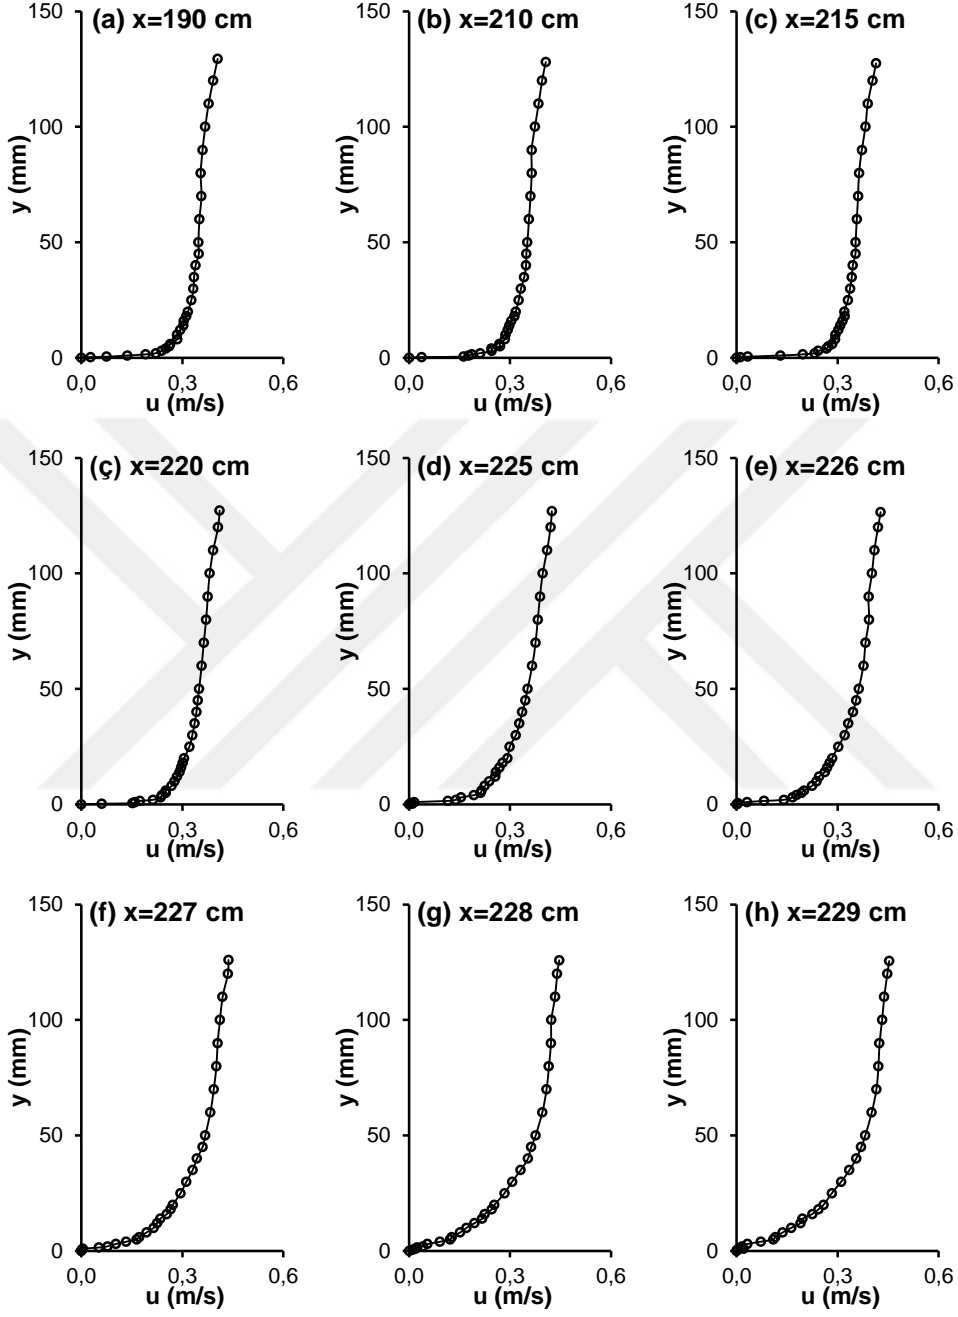 (a) x=190 cm
150
100
50
0
y (mm)
0,0 0,3 0,6
u (m/s)
(b) x=210 cm
150
100
50
0
y (mm)
0,0 0,3 0,6
u (m/s)
(c) x=215 cm
150
100
50
0
y (mm)
0,0 0,3 0,6
u (m/s)
(ç) x=220 cm
150
100
50
0
y (mm)
0,0 0,3 0,6
u (m/s)
(d) x=225 cm
150
100
50
0
y (mm)
0,0 0,3 0,6
u (m/s)
(e) x=226 cm
150
100
50
0
y (mm)
0,0 0,3 0,6
u (m/s)
(f) x=227 cm
150
100
50
0
y (mm)
0,0 0,3 0,6
u (m/s)
(g) x=228 cm
150
100
50
0
y (mm)
0,0 0,3 0,6
u (m/s)
(h) x=229 cm
150
100
50
0
y (mm)
0,0 0,3 0,6
u (m/s)